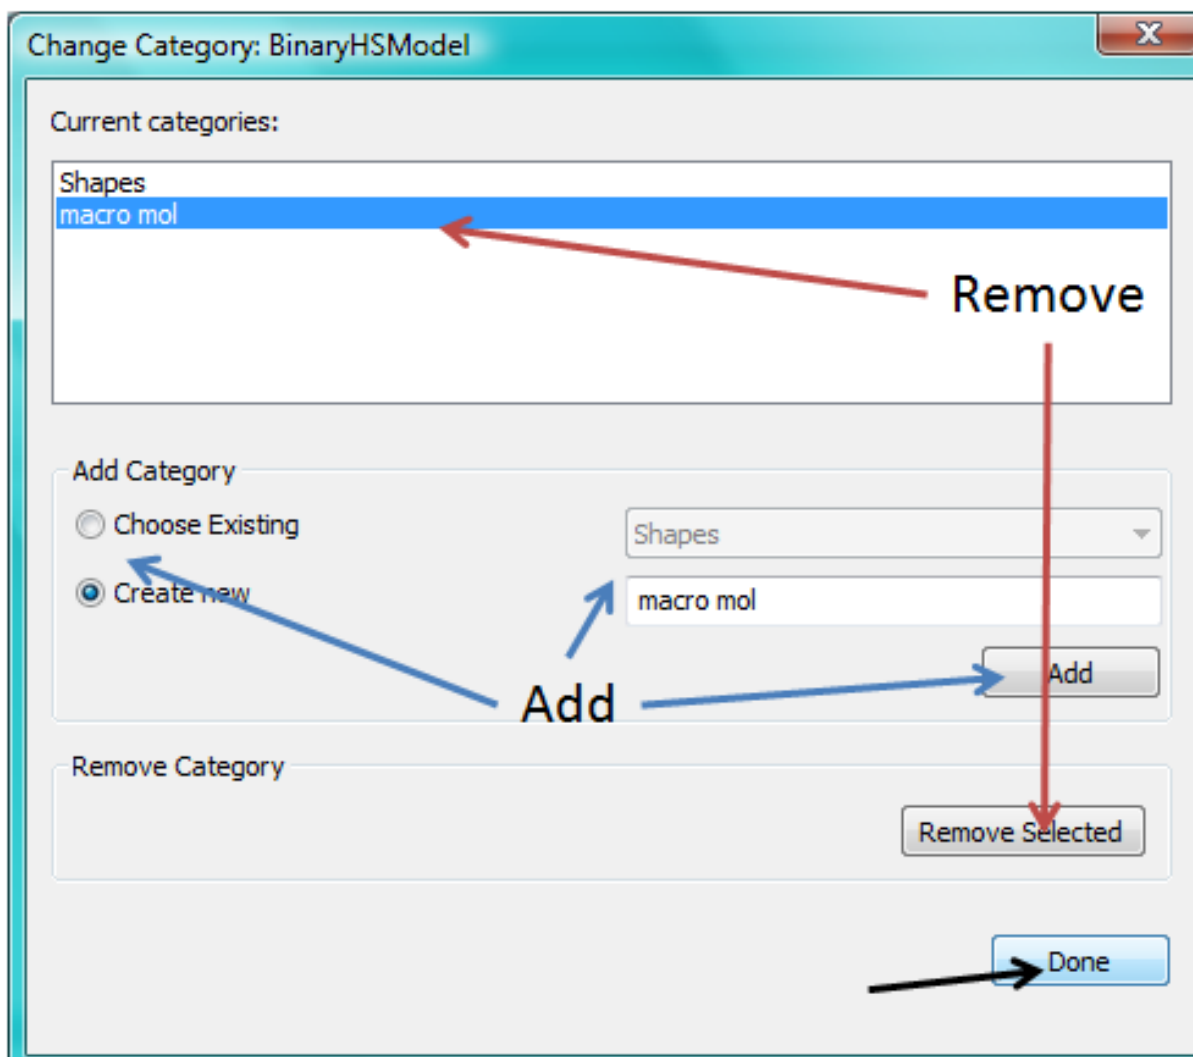 Change Category: BinaryHSModel
X
Current categories:
Shapes
macro mol
Remove
Add Category
Choose Existing
Shapes
Create new
macro mol
Add
Add
Remove Category
Remove Selected
Done